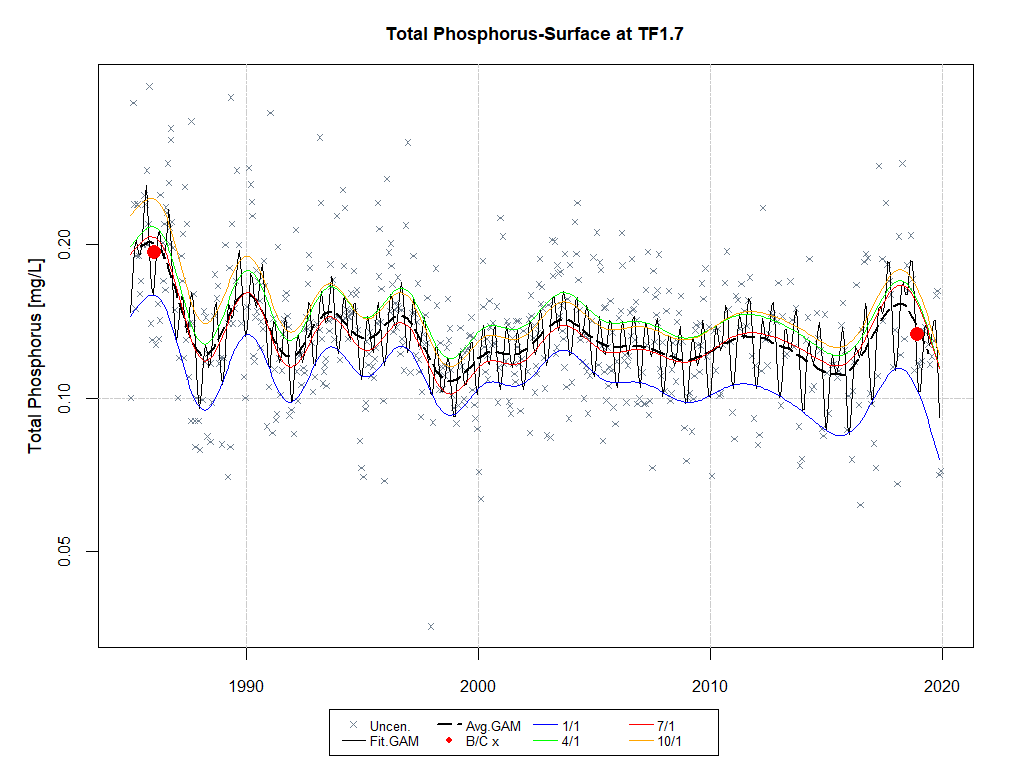 Total Phosphorus-Surface at TF1.7
Total Phosphorus [mg/L]
0.20
0.10
0.05
1990 2000 2010 2020
Uncen. Avg.GAM 1/1 7/1
Fit.GAM B/C x 4/1 10/1